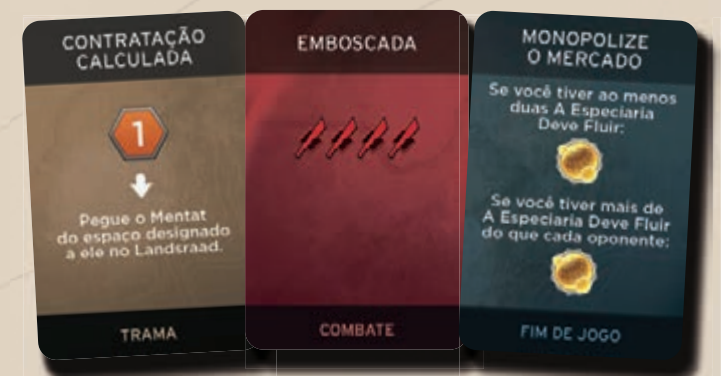 CONTRATAÇÃO
CALCULADA
1
Pegue o Mentat
do espaço designado
a ele no Landsraad.
TRAMA
EMBOSCADA
COMBATE
MONOPOLIZE
O MERCADO
Se você tiver ao menos
duas A Especiaria
Deve Fluir:
Se você tiver mais de
A Especiaria Deve Fluir
do que cada oponente:
FIM DE JOGO